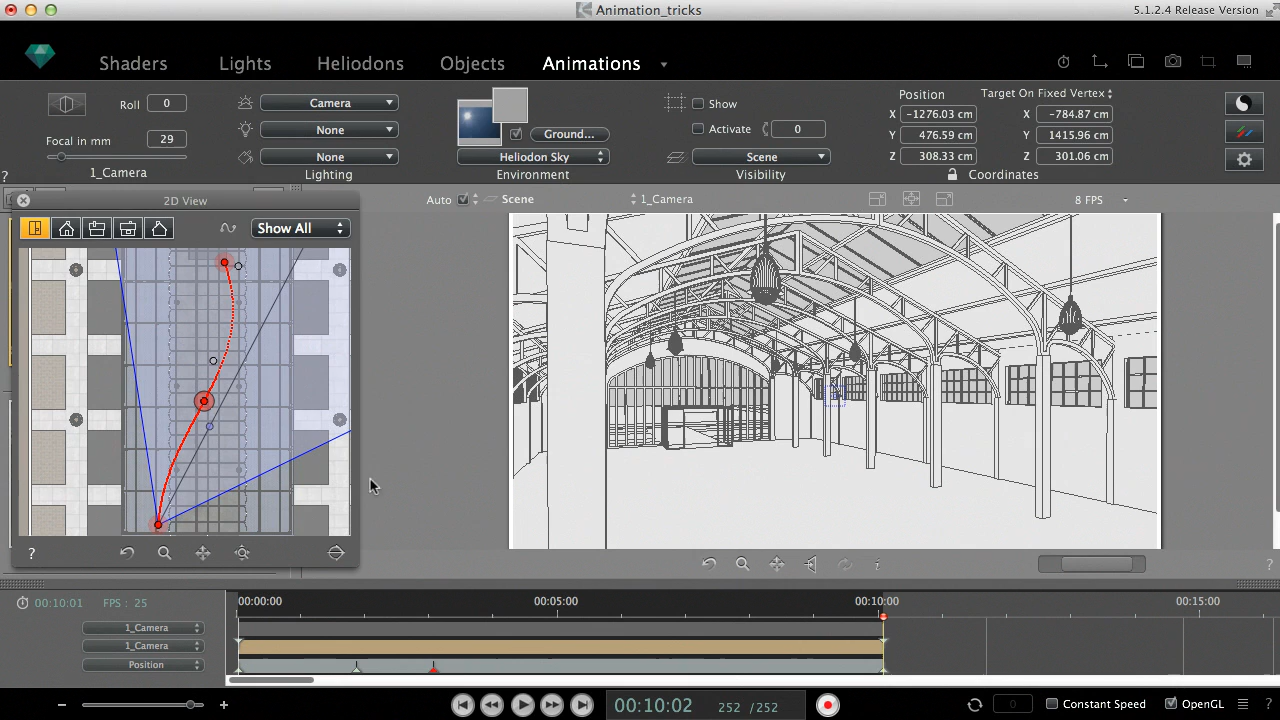 Animation_tricks
5.1.2.4 Release Version
Shaders
Lights
Heliodons
Objects
Animations
Roll
0
Focal in mm
29
1_Camera
Camera
None
None
Lighting
Ground...
Heliodon Sky
Environment
Show
Activate
0
Scene
Visibility
Position
X -1276.03 cm
Y 476.59 cm
Z 308.33 cm
Target On Fixed Vertex
X -784.87 cm
Y 1415.96 cm
Z 301.06 cm
Coordinates
?
2D View
Show All
Auto
Scene
1_Camera
8 FPS
?
i
?
00:10:01
FPS : 25
00:00:00
00:05:00
00:10:00
00:15:00
1_Camera
1_Camera
Position
00:10:02
252 / 252
0
Constant Speed
OpenGL
?